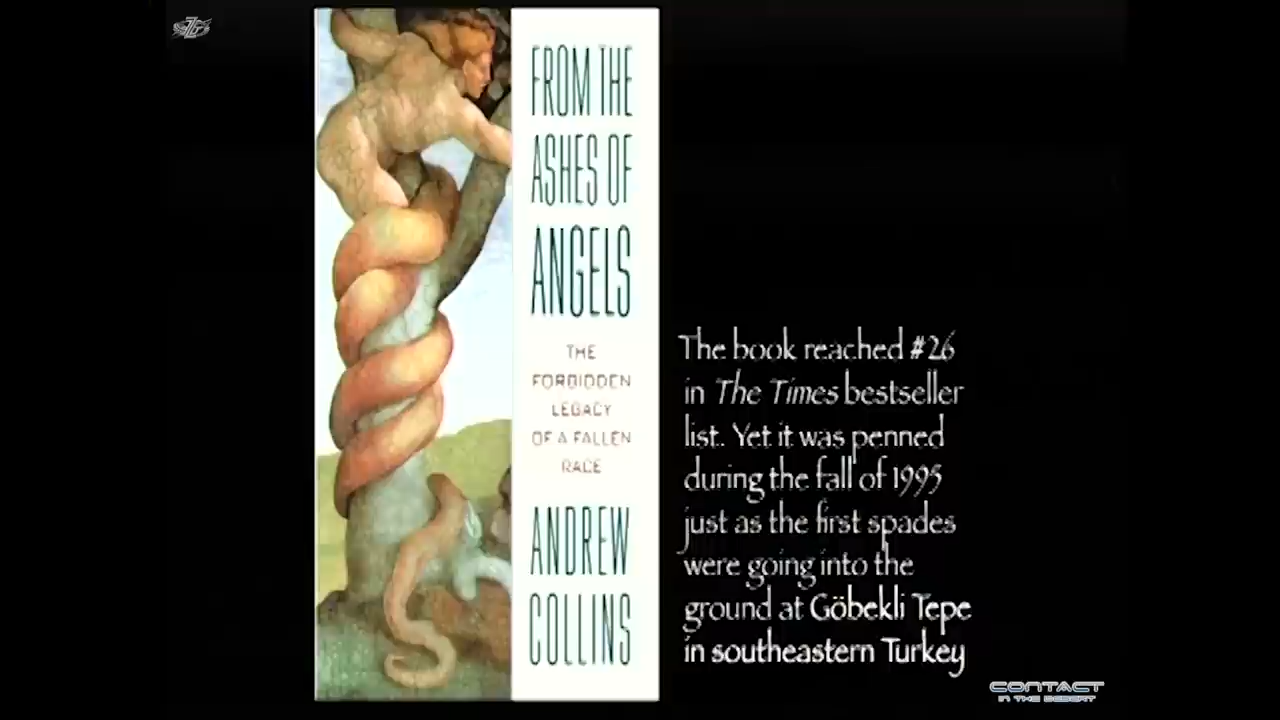 FROM THE
ASHES OF
ANGELS
THE
FORBIDDEN
LEGACY
OF A FALLEN
RACE
ANDREW
COLLINS
The book reached #26
in The Times bestseller
list. Yet it was penned
during the fall of 1995
just as the first spades
were going into the
ground at Göbekli Tepe
in southeastern Turkey
CONTACT
IN THE DESERT